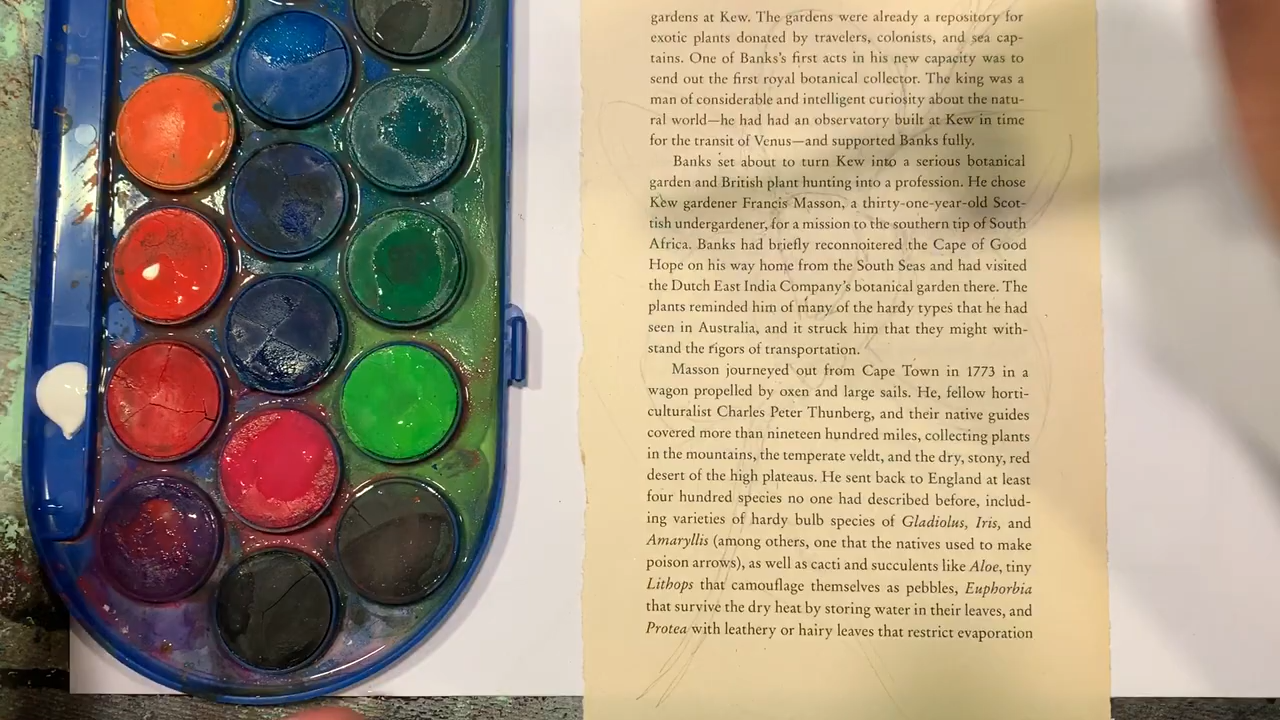 gardens at Kew. The gardens were already a repository for
exotic plants donated by travelers, colonists, and sea cap-
tains. One of Banks's first acts in his new capacity was to
send out the first royal botanical collector. The king was a
man of considerable and intelligent curiosity about the natu-
ral world—he had had an observatory built at Kew in time
for the transit of Venus—and supported Banks fully.
Banks set about to turn Kew into a serious botanical
garden and British plant hunting into a profession. He chose
Kew gardener Francis Masson, a thirty-one-year-old Scot-
tish undergardener, for a mission to the southern tip of South
Africa. Banks had briefly reconnoitered the Cape of Good
Hope on his way home from the South Seas and had visited
the Dutch East India Company's botanical garden there. The
plants reminded him of many of the hardy types that he had
seen in Australia, and it struck him that they might with-
stand the rigors of transportation.
Masson journeyed out from Cape Town in 1773 in a
wagon propelled by oxen and large sails. He, fellow horti-
culturalist Charles Peter Thunberg, and their native guides
covered more than nineteen hundred miles, collecting plants
in the mountains, the temperate veldt, and the dry, stony, red
desert of the high plateaus. He sent back to England at least
four hundred species no one had described before, includ-
ing varieties of hardy bulb species of Gladiolus, Iris, and
Amaryllis (among others, one that the natives used to make
poison arrows), as well as cacti and succulents like Aloe, tiny
Lithops that camouflage themselves as pebbles, Euphorbia
that survive the dry heat by storing water in their leaves, and
Protea with leathery or hairy leaves that restrict evaporation